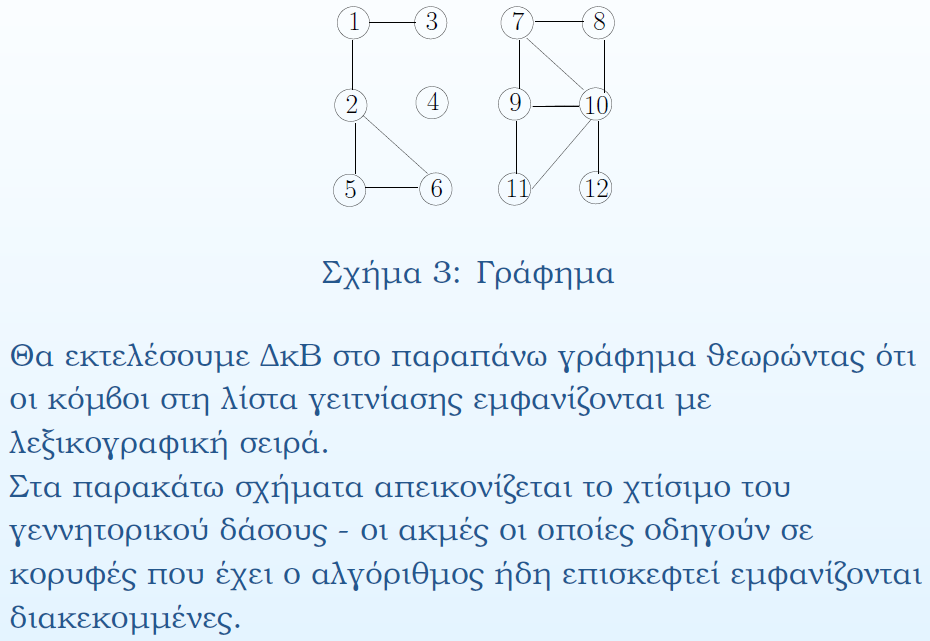 1 3 7 8
2 4 9 10
5 6 11 12
Σχήμα 3: Γράφημα
Θα εκτελέσουμε ΔκΒ στο παραπάνω γράφημα θεωρώντας ότι
οι κόμβοι στη λίστα γειτνίασης εμφανίζονται με
λεξικογραφική σειρά.
Στα παρακάτω σχήματα απεικονίζεται το χτίσιμο του
γεννητορικού δάσους - οι ακμές οι οποίες οδηγούν σε
κορυφές που έχει ο αλγόριθμος ήδη επισκεφτεί εμφανίζονται
διακεκομμένες.